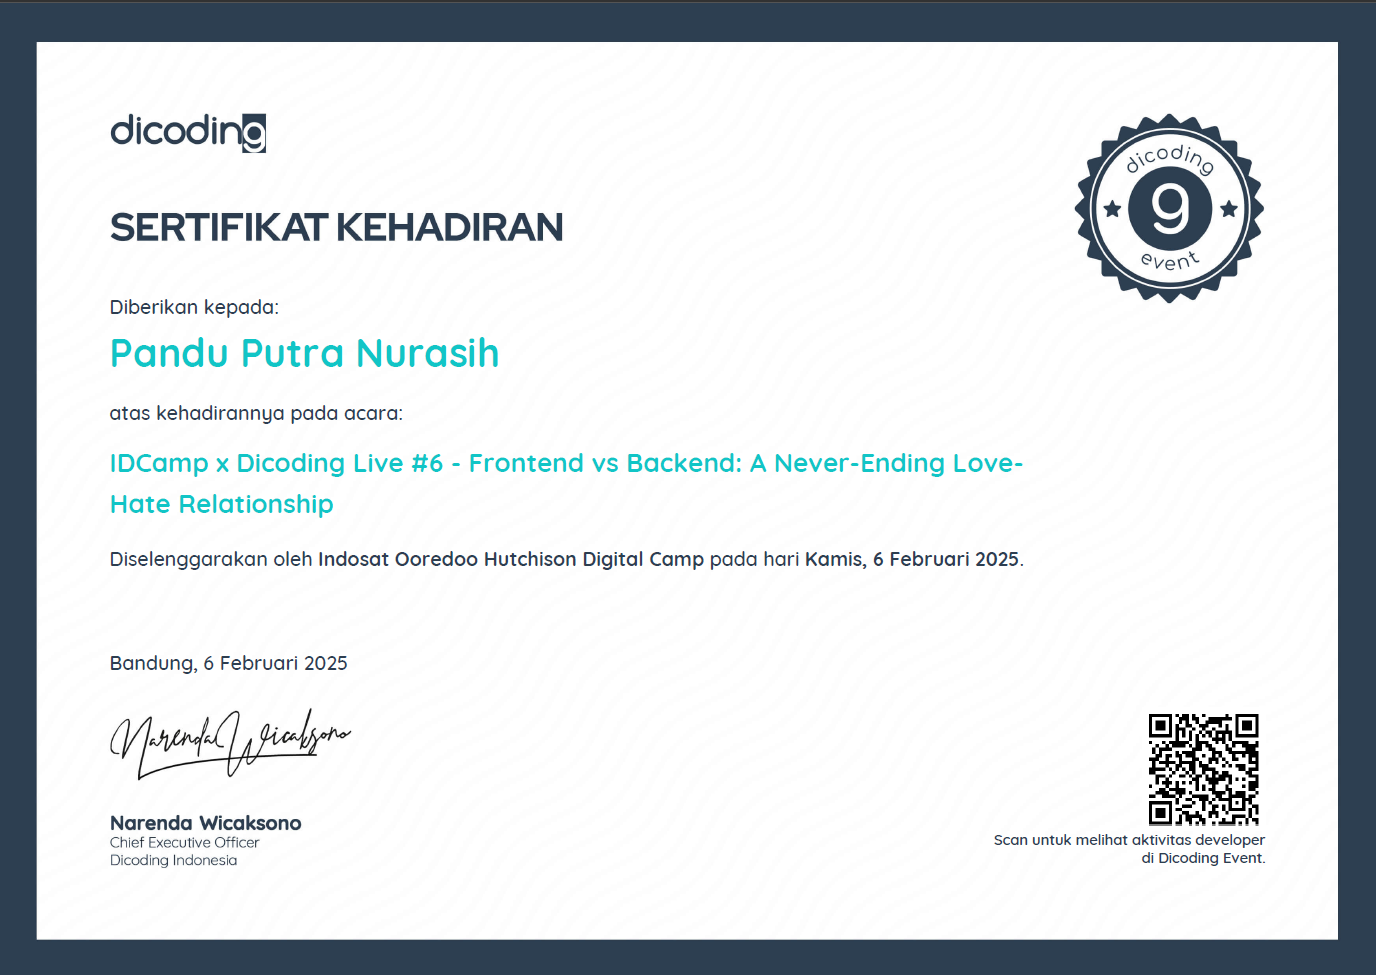 dicoding
SERTIFIKAT KEHADIRAN
dicoding
g
event
Diberikan kepada:
Pandu Putra Nurasih
atas kehadirannya pada acara:
IDCamp x Dicoding Live #6 - Frontend vs Backend: A Never-Ending Love-
Hate Relationship
Diselenggarakan oleh Indosat Ooredoo Hutchison Digital Camp pada hari Kamis, 6 Februari 2025.
Bandung, 6 Februari 2025
Narenda Wicaksono
Narenda Wicaksono
Chief Executive Officer
Dicoding Indonesia
Scan untuk melihat aktivitas developer
di Dicoding Event.